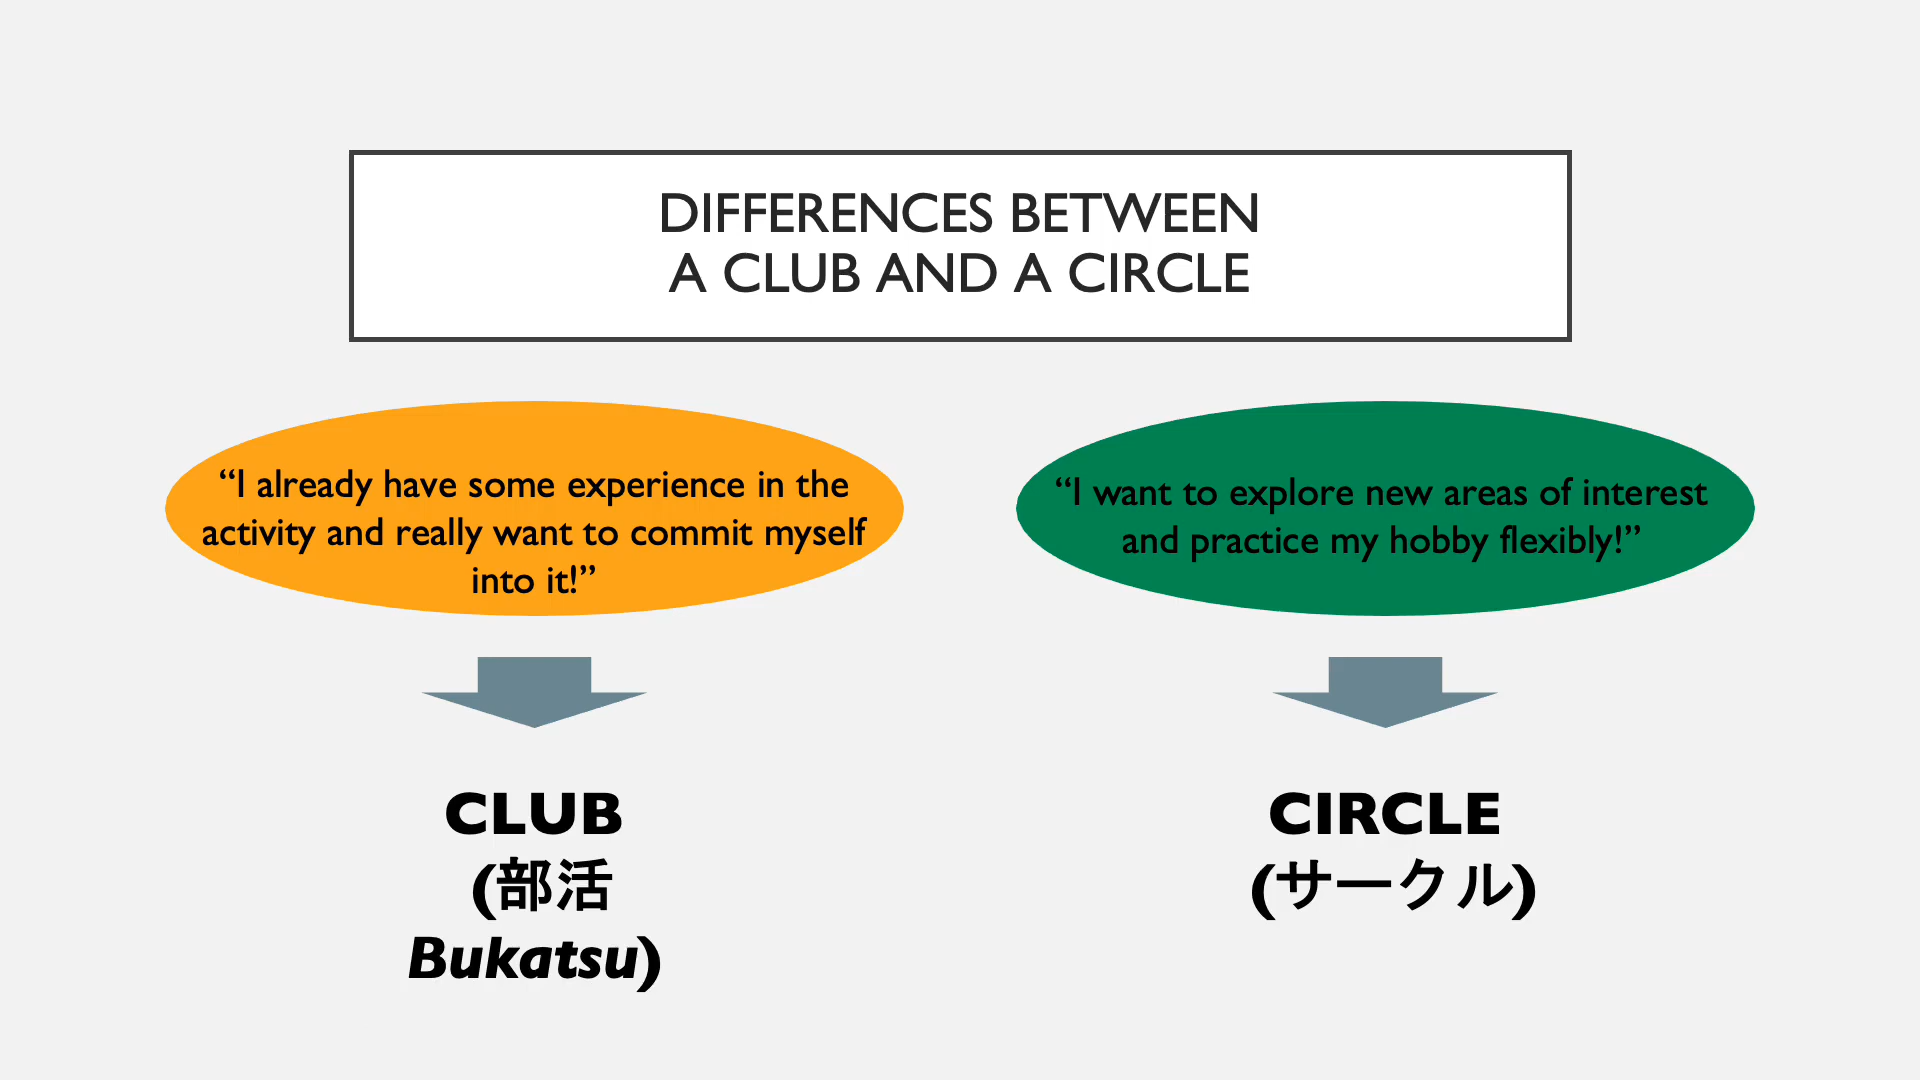 DIFFERENCES BETWEEN
A CLUB AND A CIRCLE
“I already have some experience in the
activity and really want to commit myself
into it!”
“I want to explore new areas of interest
and practice my hobby flexibly!”
CLUB
(部活
Bukatsu)
CIRCLE
(サークル)